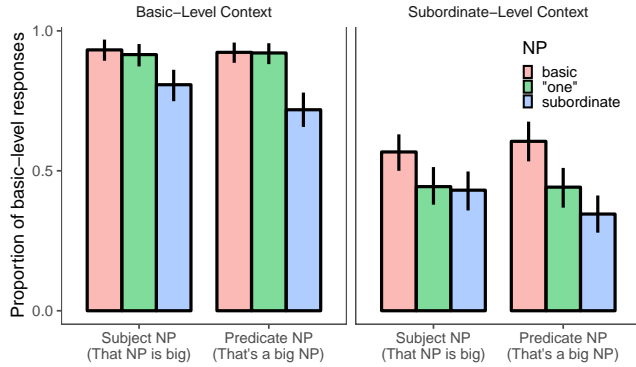 Basic−Level Context
Subordinate−Level Context
Proportion of basic−level responses
1.0
0.5
0.0
NP
basic
"one"
subordinate
Subject NP
(That NP is big)
Predicate NP
(That's a big NP)
Subject NP
(That NP is big)
Predicate NP
(That's a big NP)